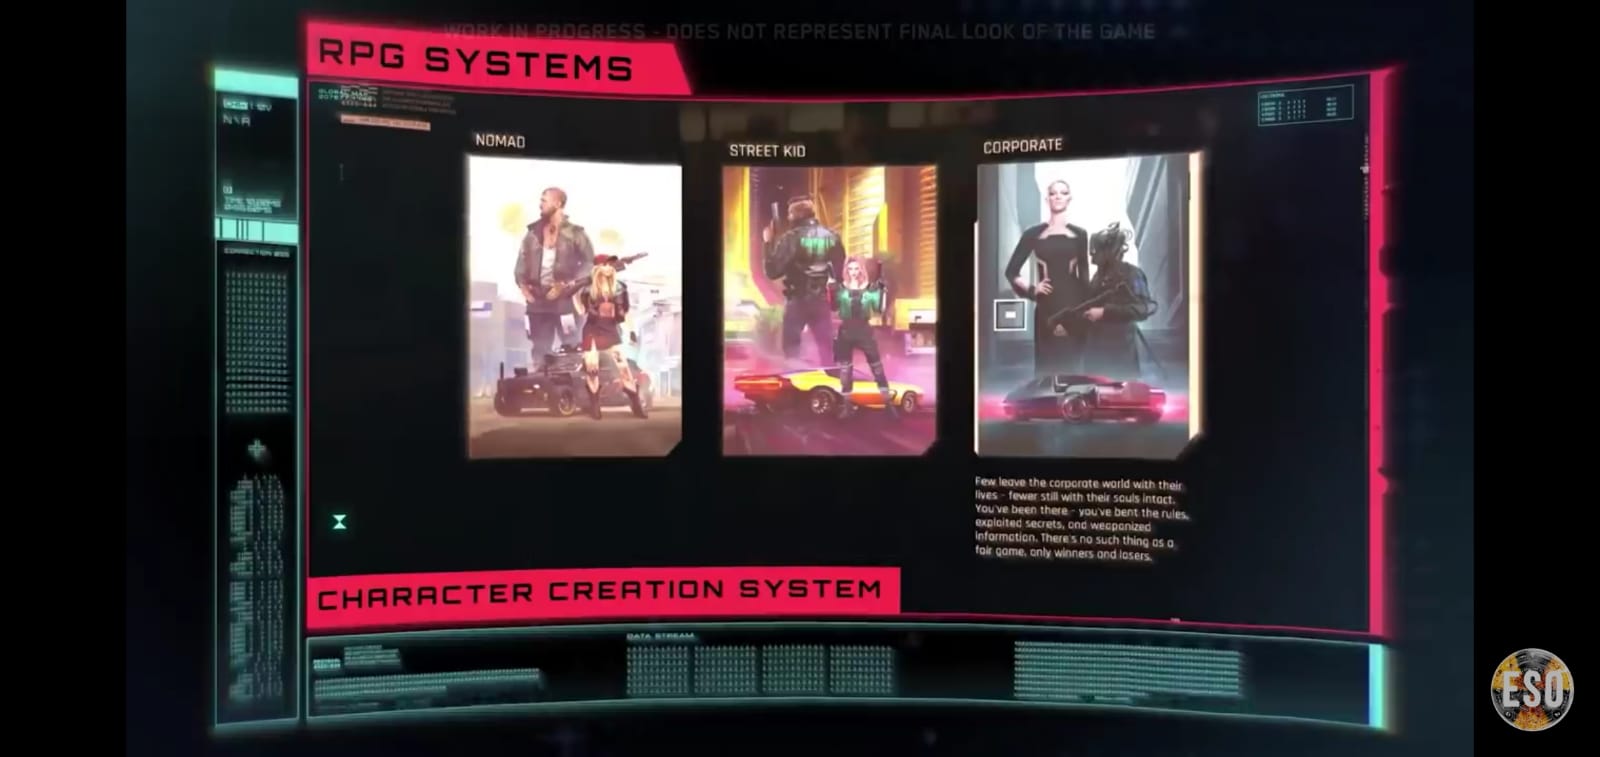 WORK IN PROGRESS - DOES NOT REPRESENT FINAL LOOK OF THE GAME
RPG SYSTEMS
NOMAD
STREET KID
CORPORATE
Few leave the corporate world with their
lives - fewer still with their souls intact.
You've been there - you've bent the rules,
exploited secrets, and weaponized
information. There's no such thing as a
fair game, only winners and losers.
CHARACTER CREATION SYSTEM
DATA STREAM
ESO